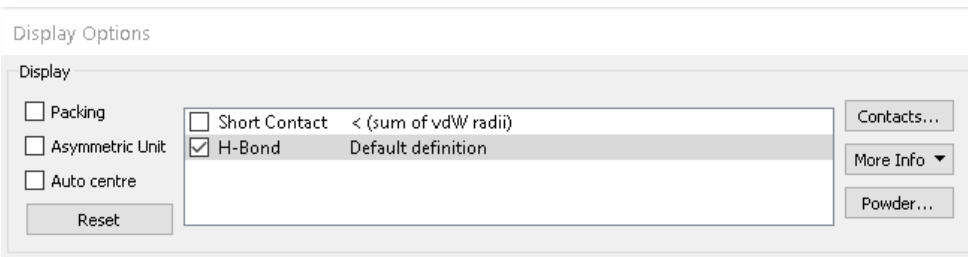 Display Options
Display
Packing
Asymmetric Unit
Auto centre
Reset
Short Contact < (sum of vdW radii)
H-Bond Default definition
Contacts...
More Info
Powder...